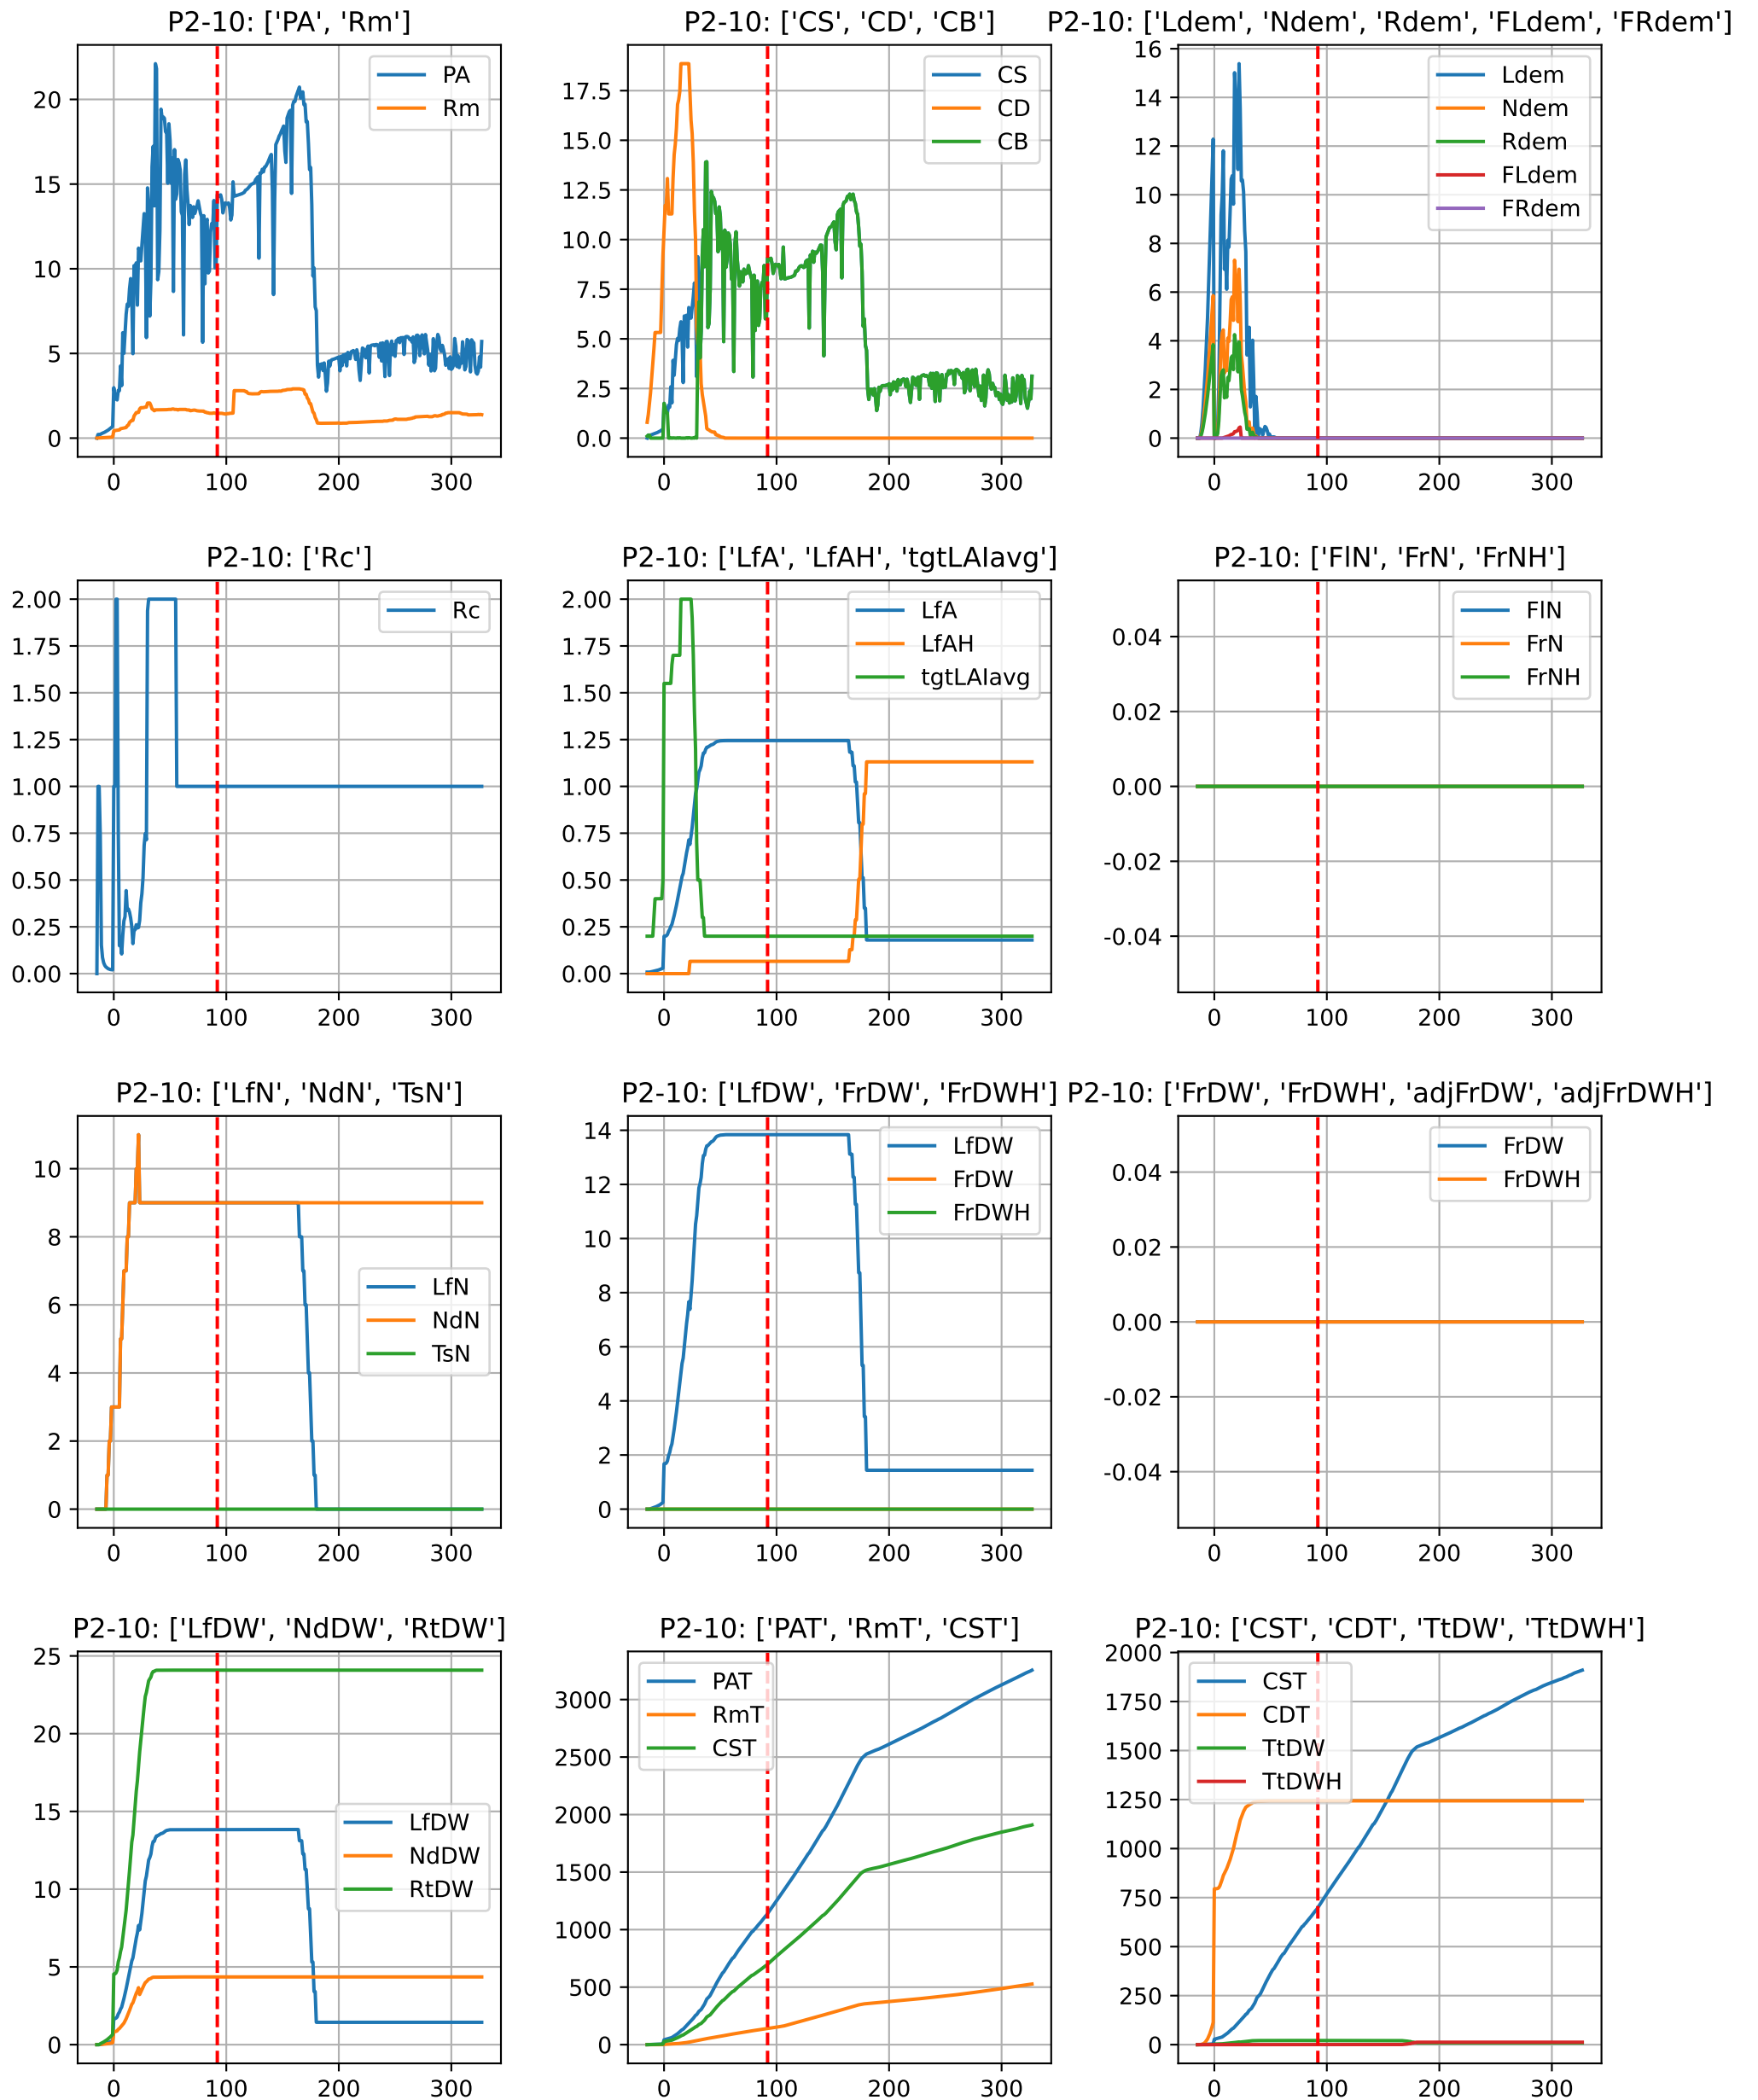 P2-10: ['PA', 'Rm']
20
15
10
5
0
0 100 200 300
PA
Rm
P2-10: ['CS', 'CD', 'CB']
17.5
15.0
12.5
10.0
7.5
5.0
2.5
0.0
0 100 200 300
CS
CD
CB
P2-10: ['Ldem', 'Ndem', 'Rdem', 'FLdem', 'FRdem']
16
14
12
10
8
6
4
2
0
0 100 200 300
Ldem
Ndem
Rdem
FLdem
FRdem
P2-10: ['Rc']
2.00
1.75
1.50
1.25
1.00
0.75
0.50
0.25
0.00
0 100 200 300
Rc
P2-10: ['LfA', 'LfAH', 'tgtLAIavg']
2.00
1.75
1.50
1.25
1.00
0.75
0.50
0.25
0.00
0 100 200 300
LfA
LfAH
tgtLAIavg
P2-10: ['FlN', 'FrN', 'FrNH']
0.04
0.02
0.00
-0.02
-0.04
0 100 200 300
FlN
FrN
FrNH
P2-10: ['LfN', 'NdN', 'TsN']
10
8
6
4
2
0
0 100 200 300
LfN
NdN
TsN
P2-10: ['LfDW', 'FrDW', 'FrDWH']
14
12
10
8
6
4
2
0
0 100 200 300
LfDW
FrDW
FrDWH
P2-10: ['FrDW', 'FrDWH', 'adjFrDW', 'adjFrDWH']
0.04
0.02
0.00
-0.02
-0.04
0 100 200 300
FrDW
FrDWH
P2-10: ['LfDW', 'NdDW', 'RtDW']
25
20
15
10
5
0
0 100 200 300
LfDW
NdDW
RtDW
P2-10: ['PAT', 'RmT', 'CST']
3000
2500
2000
1500
1000
500
0
0 100 200 300
PAT
RmT
CST
P2-10: ['CST', 'CDT', 'TtDW', 'TtDWH']
2000
1750
1500
1250
1000
750
500
250
0
0 100 200 300
CST
CDT
TtDW
TtDWH